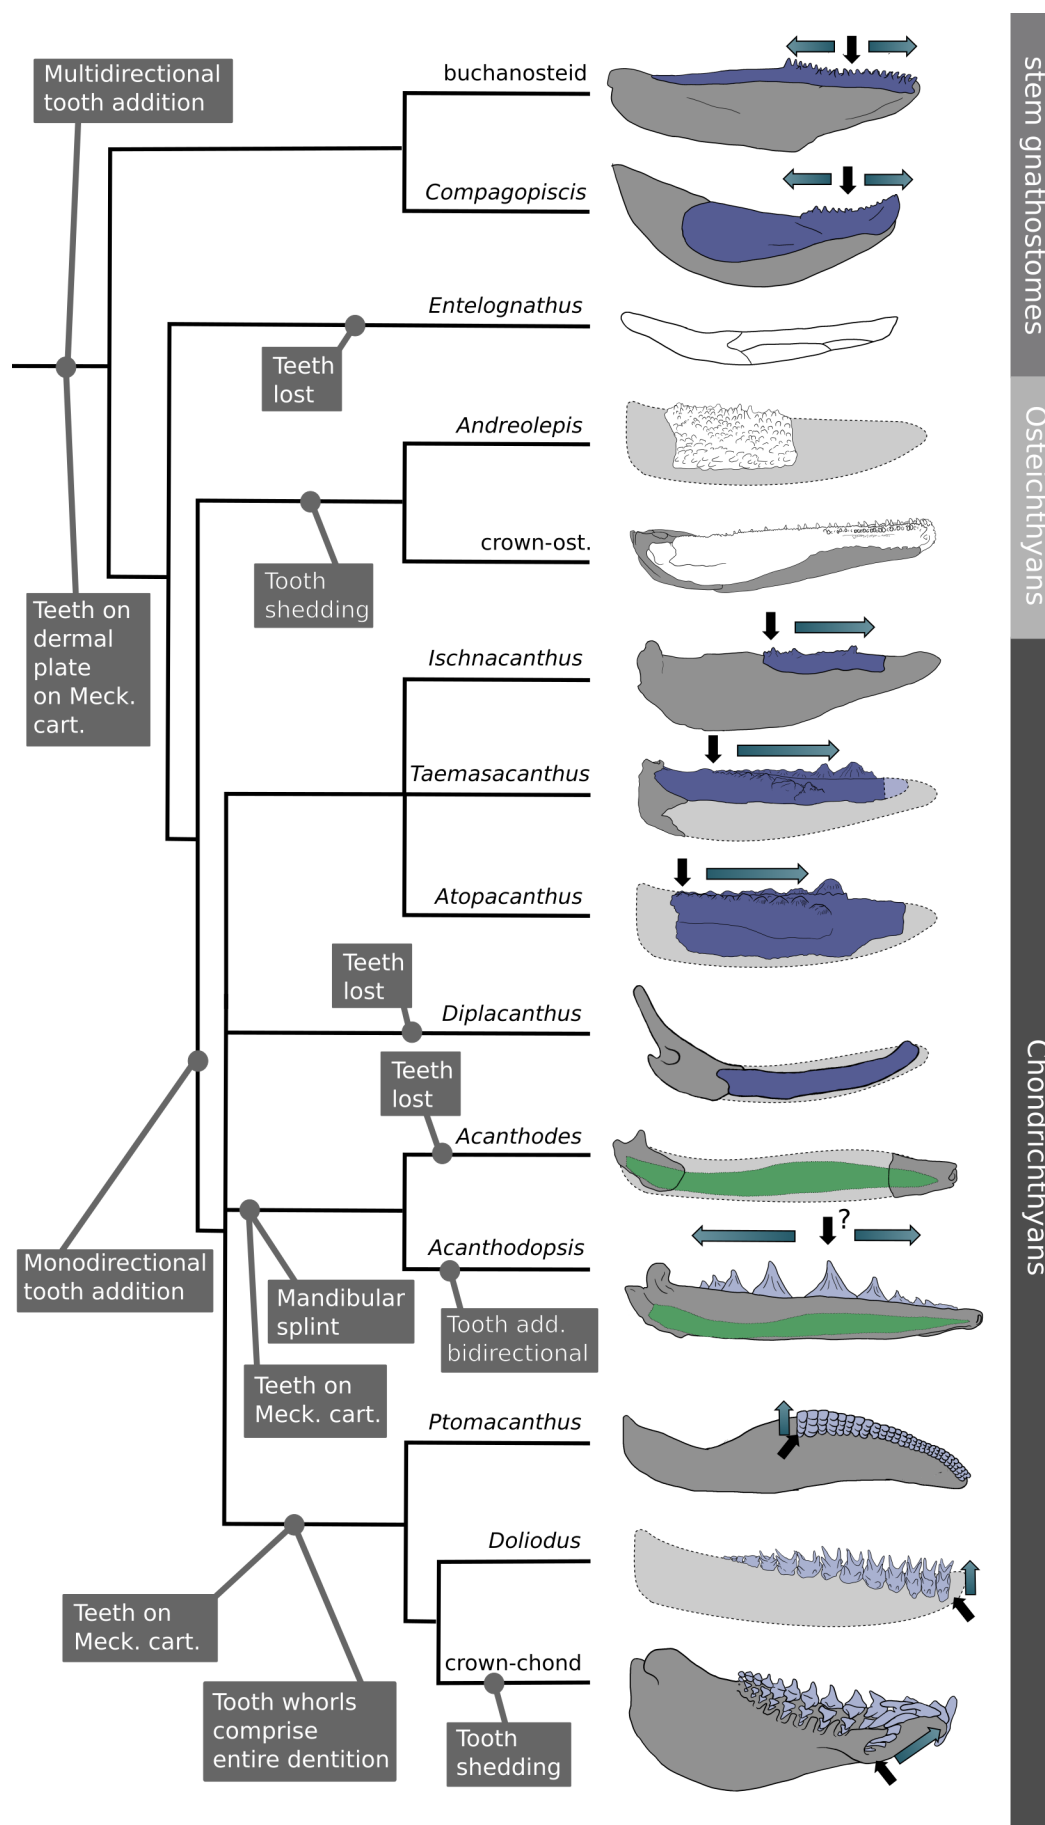 Multidirectional
tooth addition
buchanosteid
Compagopiscis
stem gnathostomes
Entelognathus
Teeth
lost
Andreolepis
Osteichthyans
crown-ost.
Tooth
shedding
Teeth on
dermal
plate
on Meck.
cart.
Ischnacanthus
Taemasacanthus
Atopacanthus
Teeth
lost
Diplacanthus
Chondrichthyans
Teeth
lost
Acanthodes
?
Acanthodopsis
Monodirectional
tooth addition
Mandibular
splint
Tooth add.
bidirectional
Teeth on
Meck. cart.
Ptomacanthus
Doliodus
Teeth on
Meck. cart.
crown-chond
Tooth whorls
comprise
entire dentition
Tooth
shedding